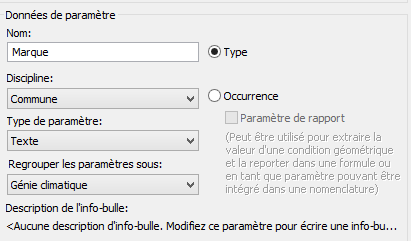 Données de paramètre
Nom:
Marque
Type
Discipline:
Commune
Occurrence
Type de paramètre:
Paramètre de rapport
Texte
(Peut être utilisé pour extraire la
valeur d'une condition géométrique
et la reporter dans une formule ou
en tant que paramètre pouvant être
intégré dans une nomenclature)
Regrouper les paramètres sous:
Génie climatique
Description de l'info-bulle:
<Aucune description d'info-bulle. Modifiez ce paramètre pour écrire une info-bu...